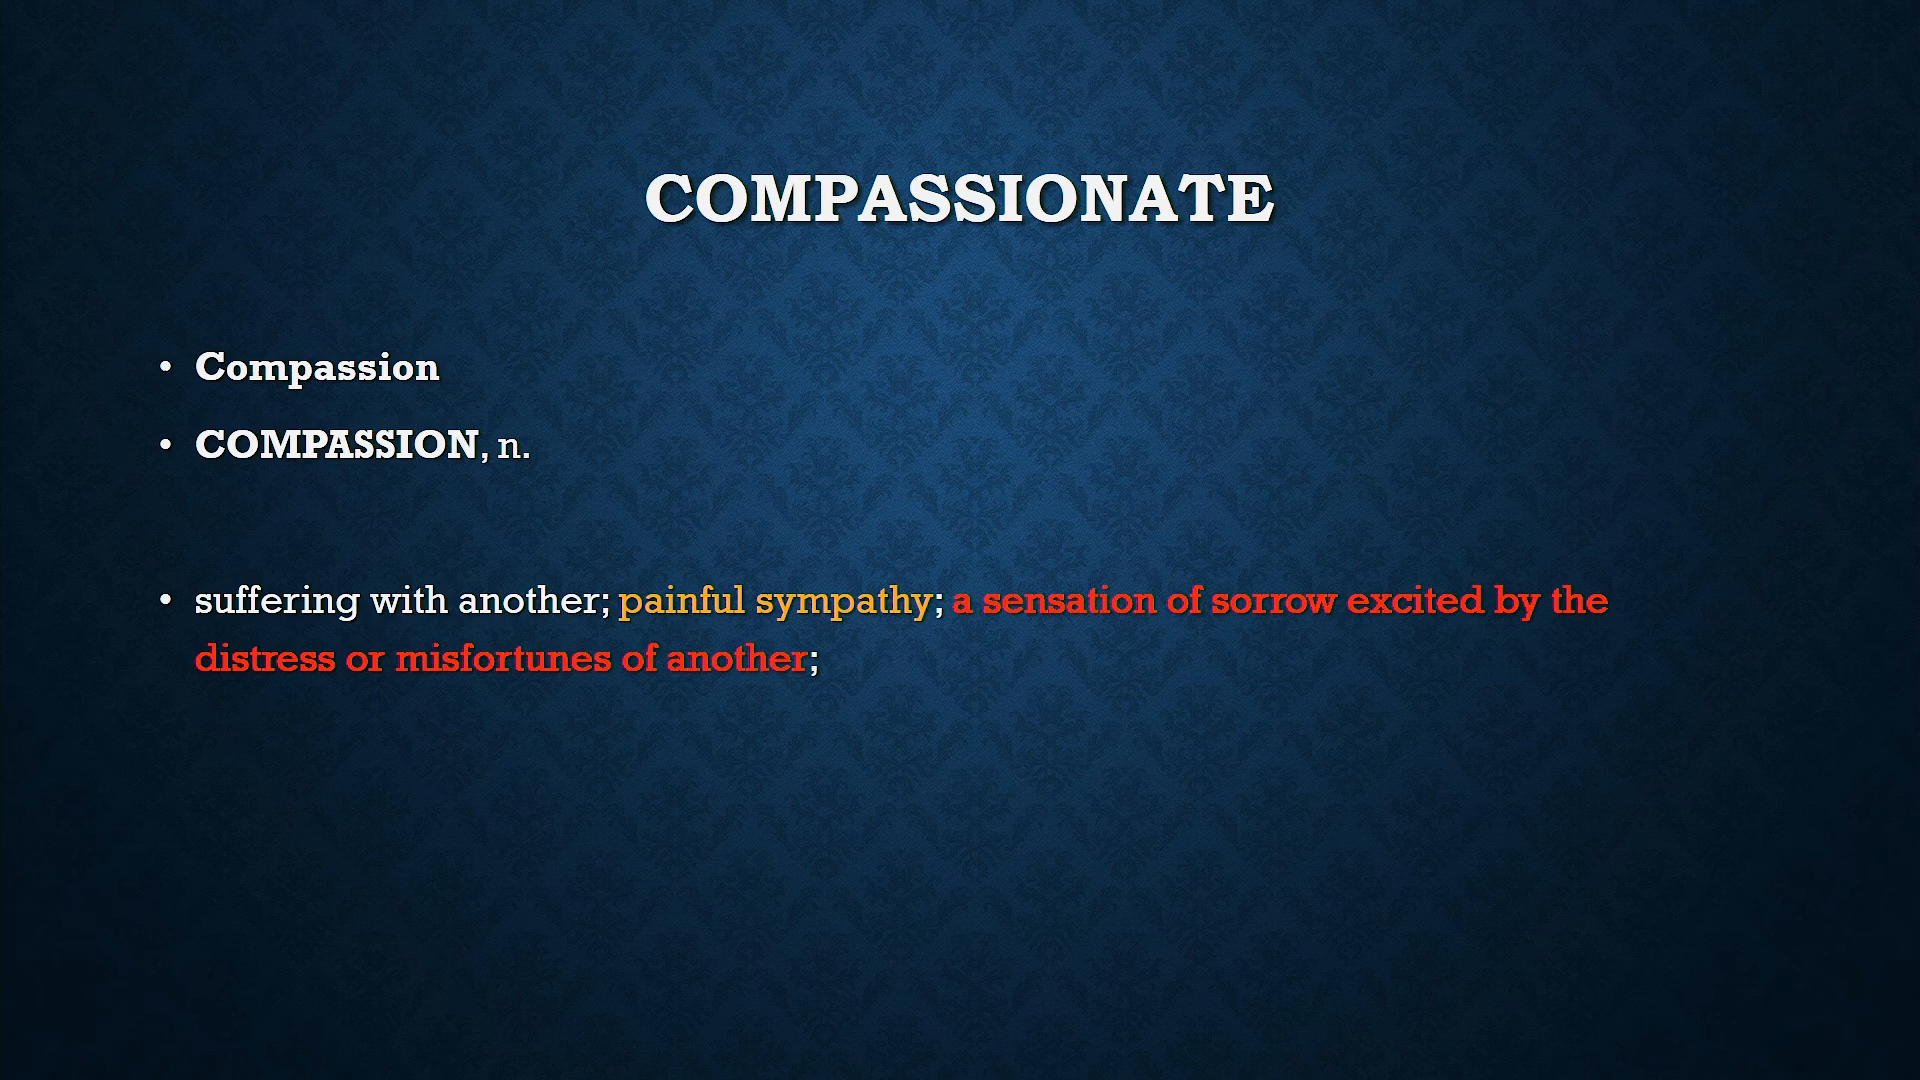 COMPASSIONATE
• Compassion
• COMPASSION, n.
• suffering with another; painful sympathy; a sensation of sorrow excited by the
distress or misfortunes of another;